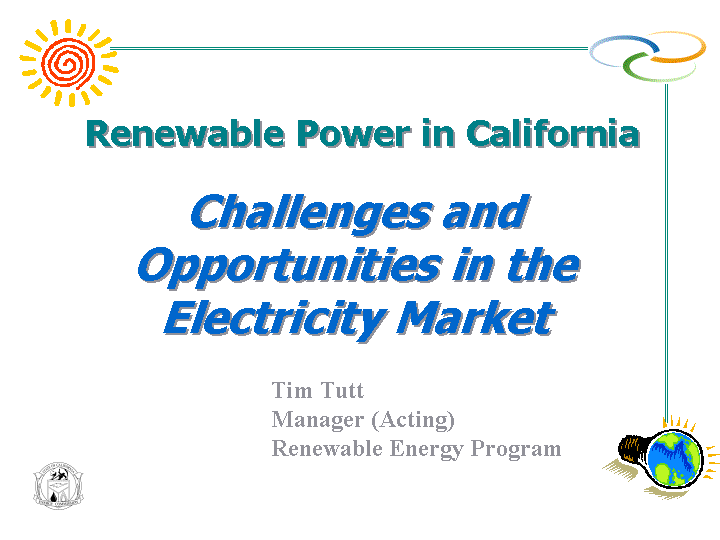 Renewable Power in California
Challenges and
Opportunities in the
Electricity Market
Tim Tutt
Manager (Acting)
Renewable Energy Program